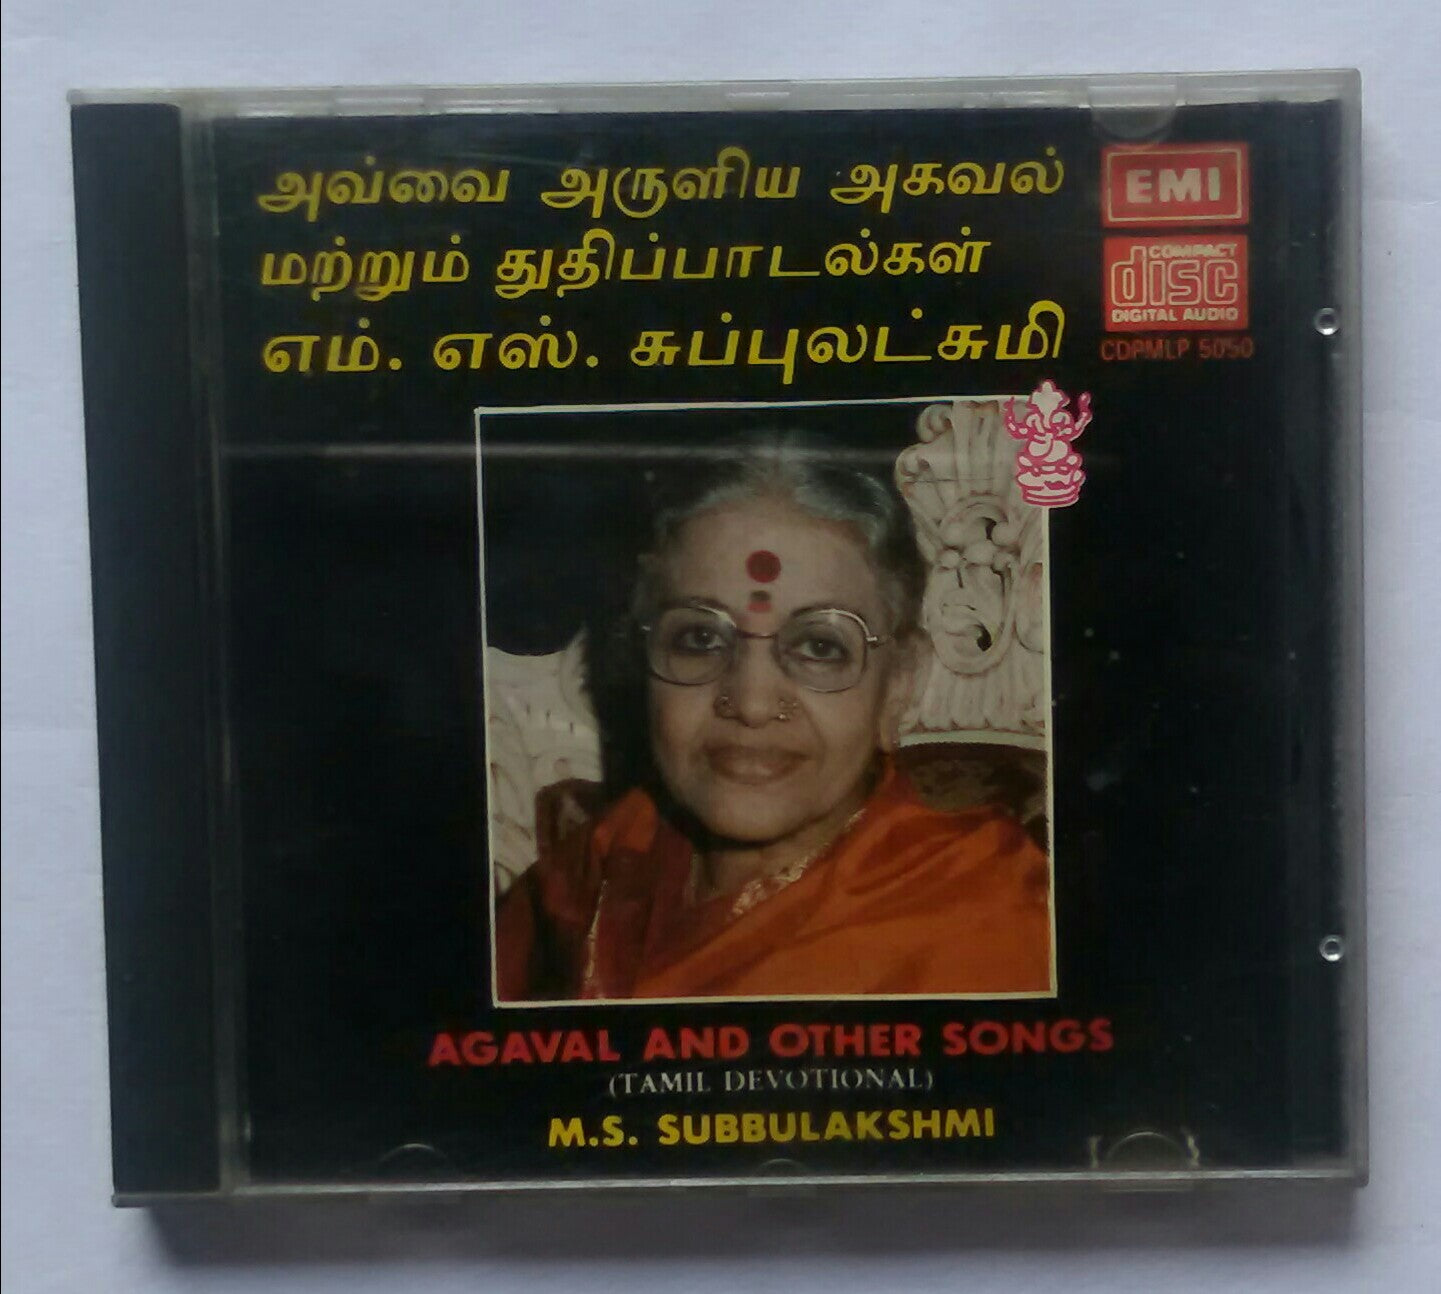 அவ்வை அருளிய அகவல்
மற்றும் துதிப்பாடல்கள்
எம். எஸ். சுப்புலட்சுமி
EMI
COMPACT
disc
DIGITAL AUDIO
CDPMLP 5050
AGAVAL AND OTHER SONGS
(TAMIL DEVOTIONAL)
M.S. SUBBULAKSHMI